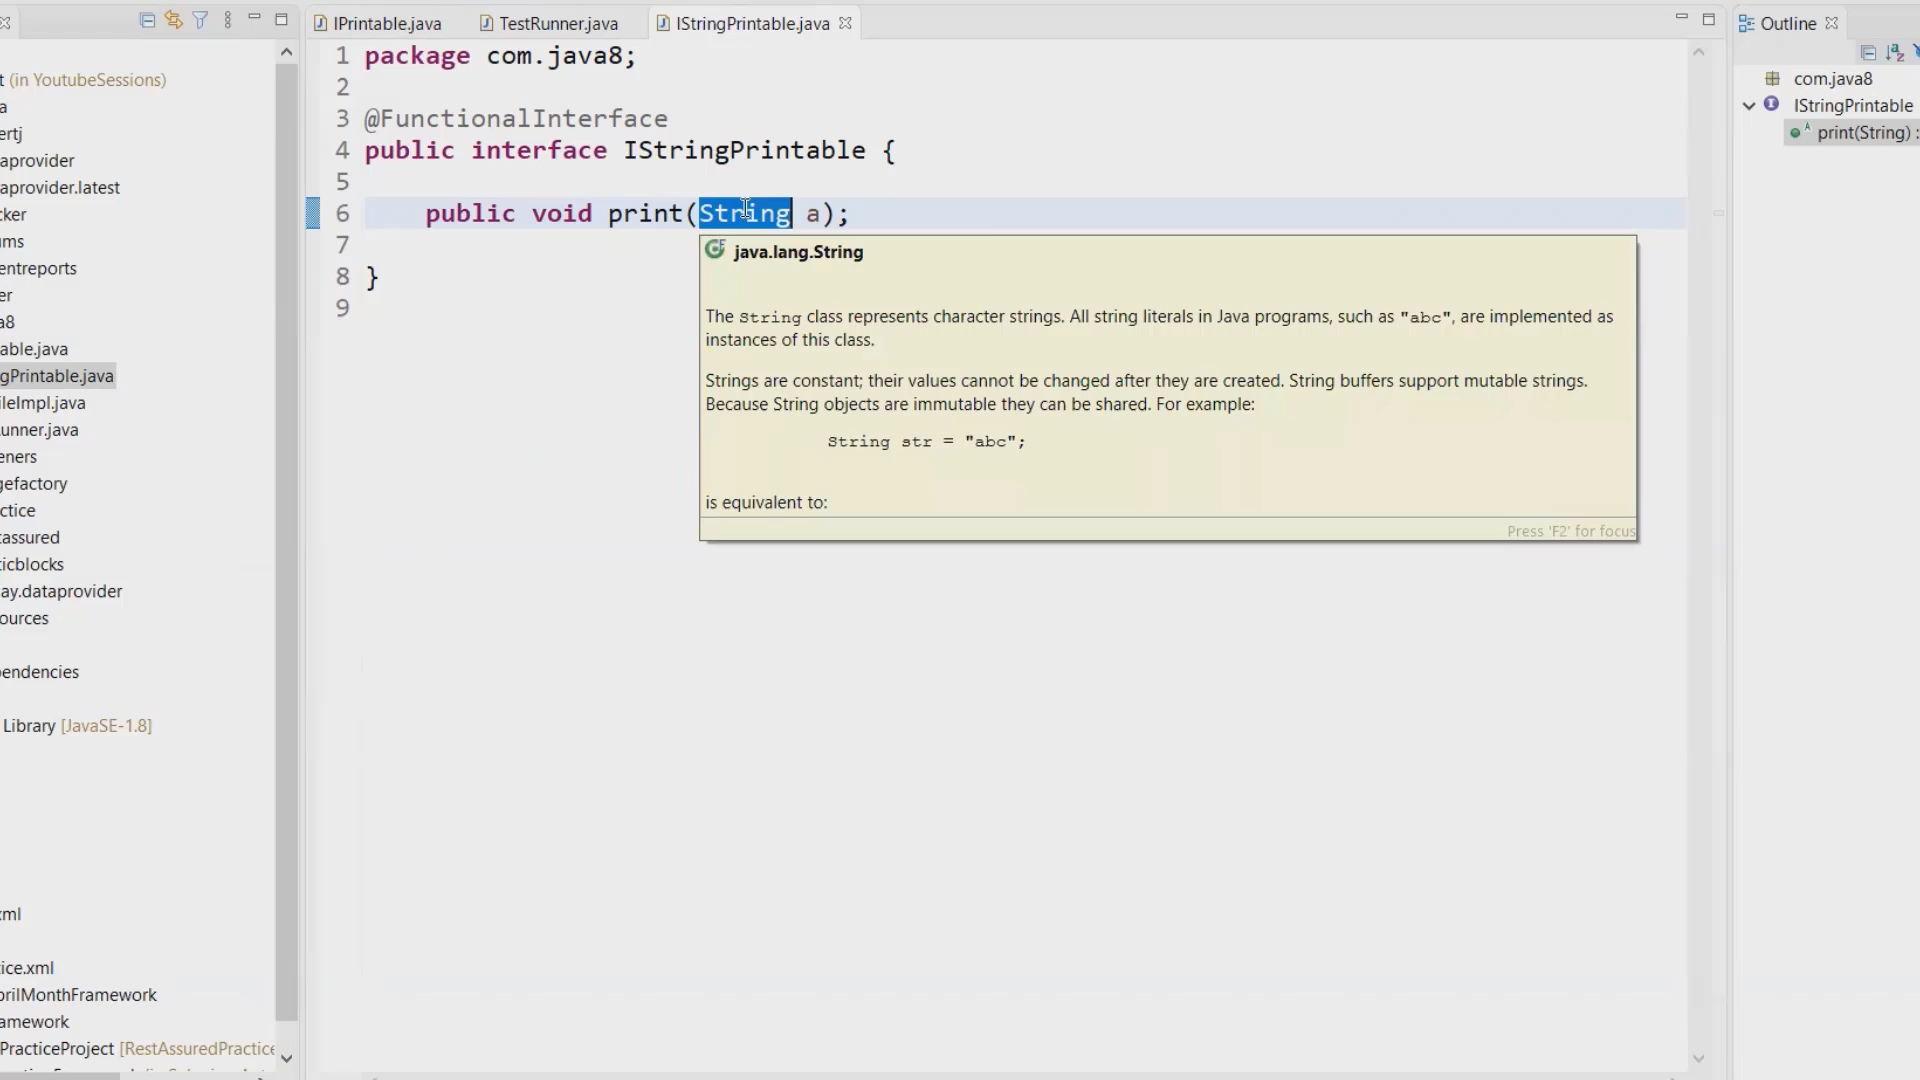 IPrintable.java
TestRunner.java
IStringPrintable.java
Outline
t (in YoutubeSessions)
a
ertj
aprovider
aprovider.latest
cker
ms
entreports
er
a8
able.java
gPrintable.java
ileImpl.java
unner.java
eners
gefactory
ctice
tassured
ticblocks
ay.dataprovider
ources
endencies
Library [JavaSE-1.8]
ml
ice.xml
prilMonthFramework
amework
PracticeProject [RestAssuredPractice
1 package com.java8;
2
3 @FunctionalInterface
4 public interface IStringPrintable {
5
6 public void print(String a);
7
8 }
9
java.lang.String
The String class represents character strings. All string literals in Java programs, such as "abc", are implemented as
instances of this class.
Strings are constant; their values cannot be changed after they are created. String buffers support mutable strings.
Because String objects are immutable they can be shared. For example:
String str = "abc";
is equivalent to:
Press 'F2' for focus
com.java8
IStringPrintable
print(String) :